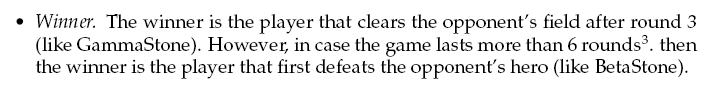 • Winner. The winner is the player that clears the opponent's field after round 3
(like GammaStone). However, in case the game lasts more than 6 rounds³. then
the winner is the player that first defeats the opponent's hero (like BetaStone).